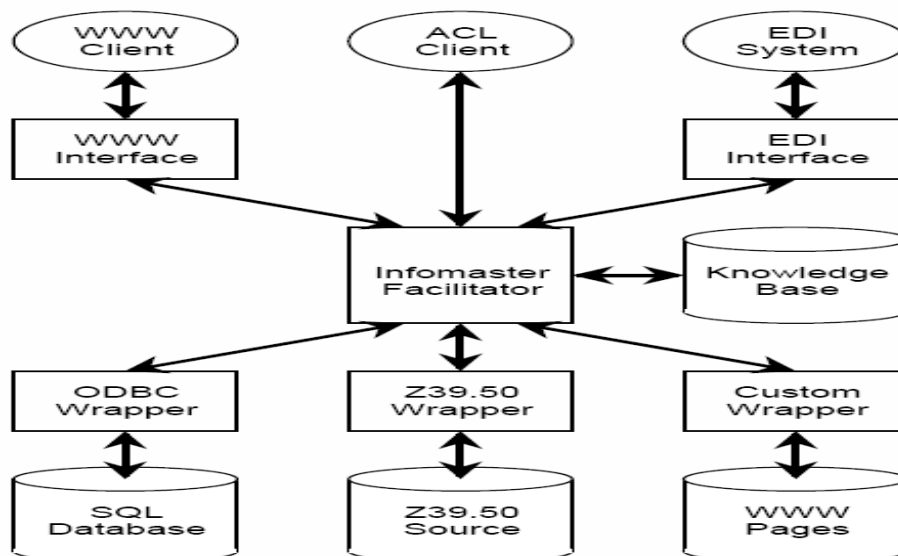 WWW
Client
ACL
Client
EDI
System
WWW
Interface
EDI
Interface
Infomaster
Facilitator
Knowledge
Base
ODBC
Wrapper
Z39.50
Wrapper
Custom
Wrapper
SQL
Database
Z39.50
Source
WWW
Pages